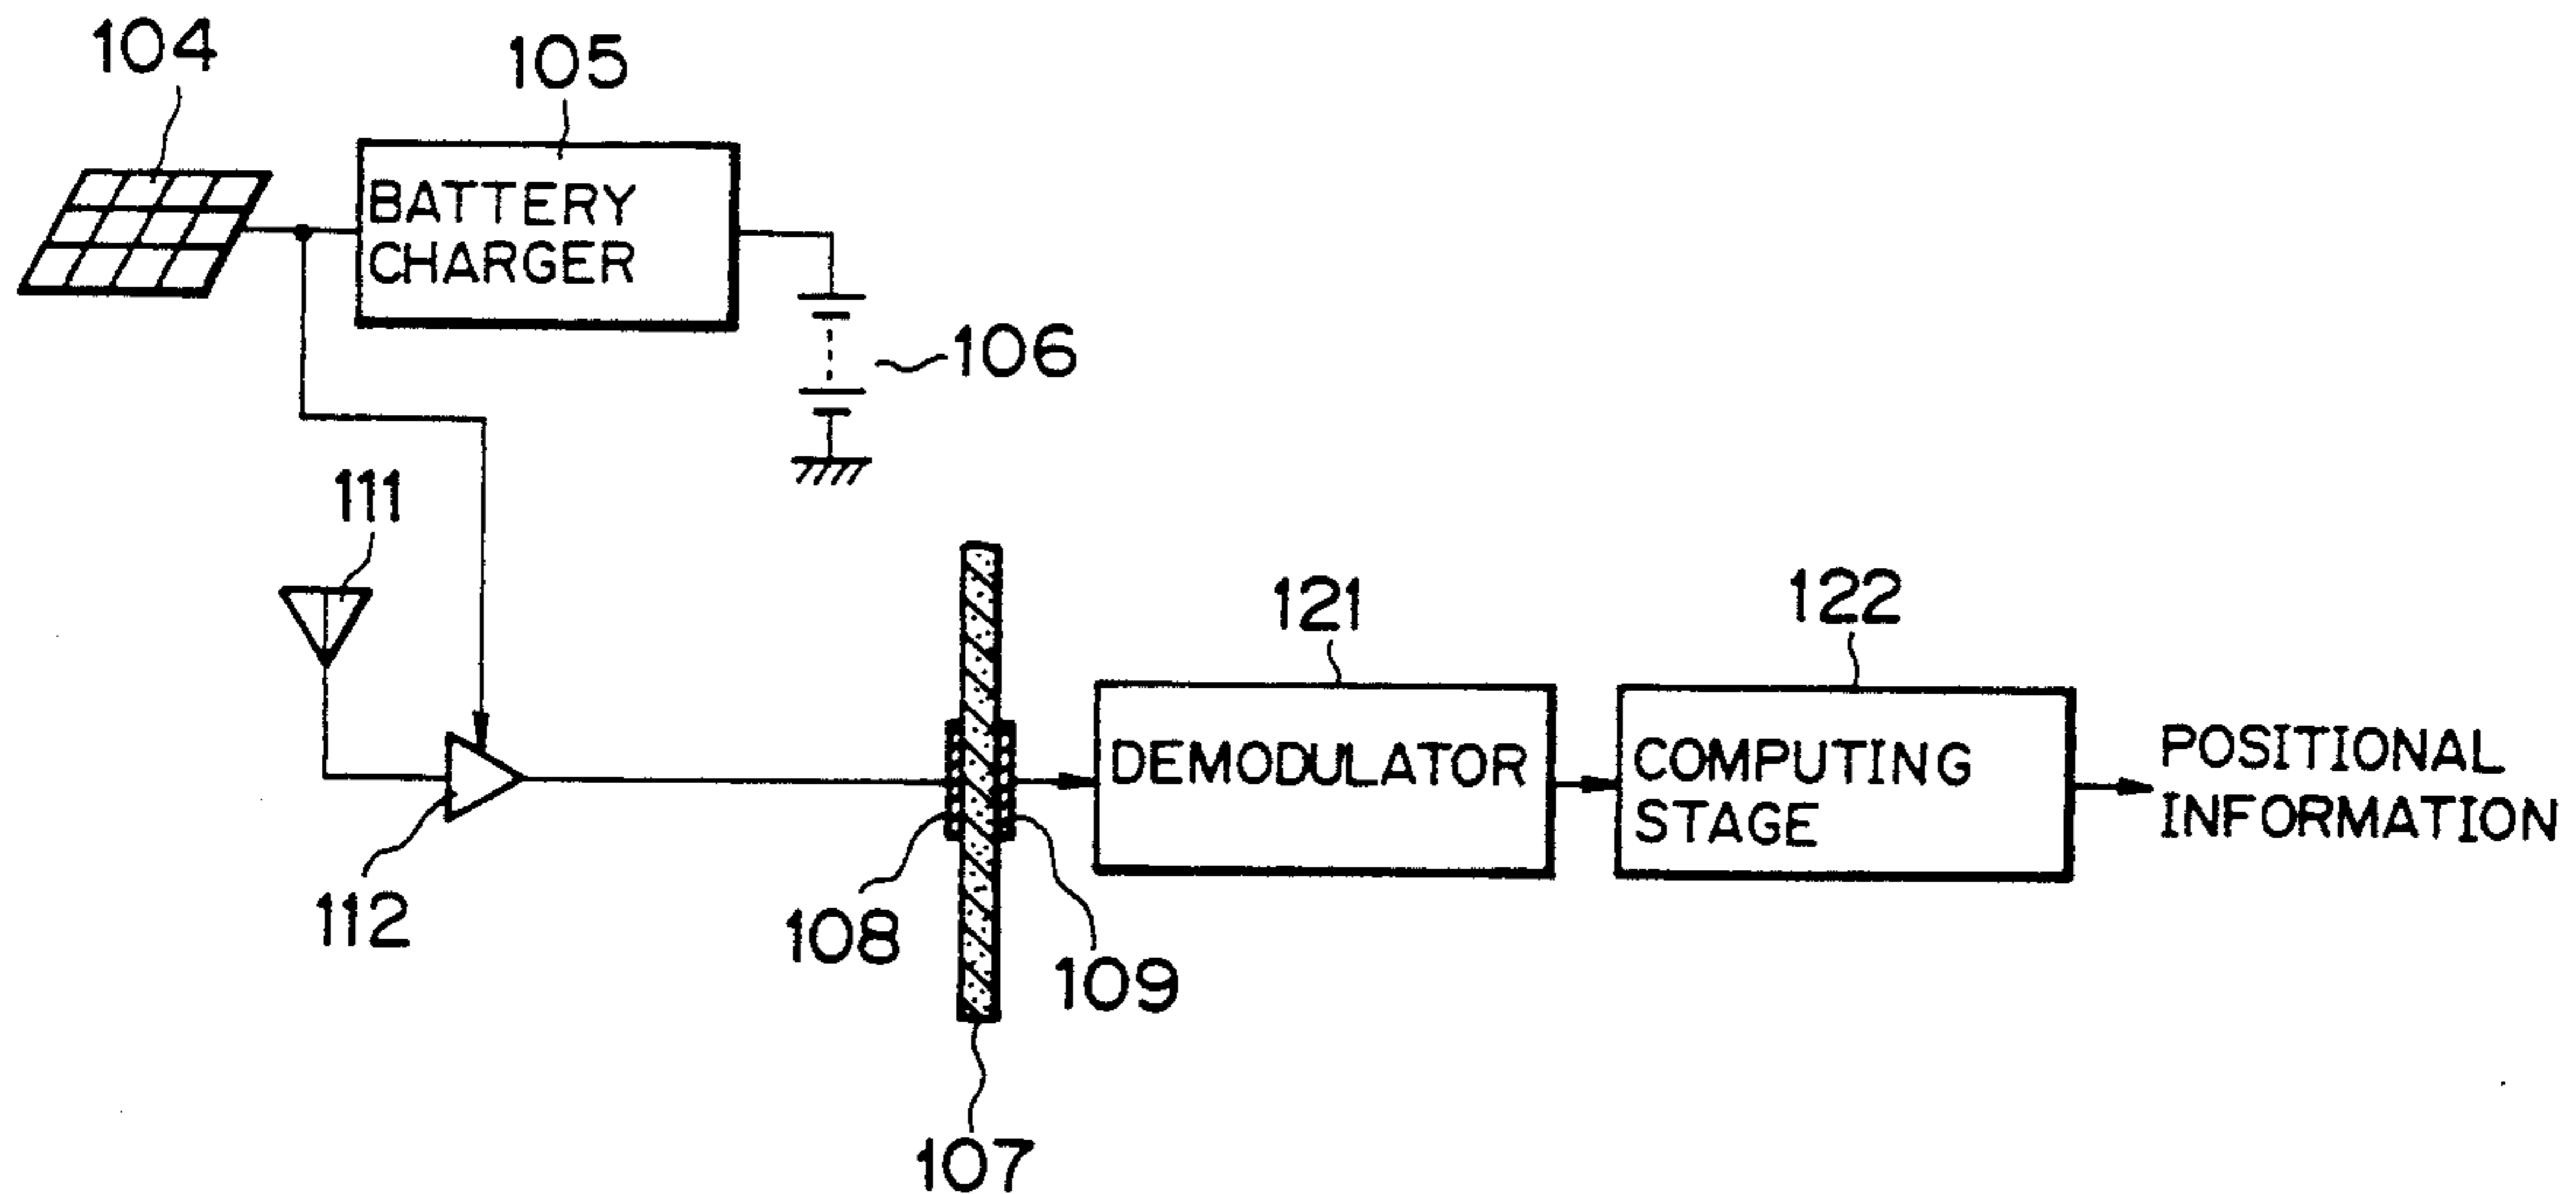 104
105
BATTERY
CHARGER
106
111
112
108
109
107
121
DEMODULATOR
122
COMPUTING
STAGE
POSITIONAL
INFORMATION